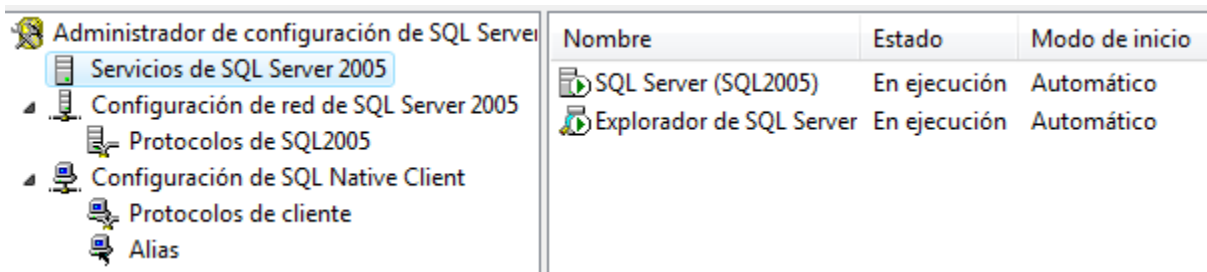 Administrador de configuración de SQL Server
Servicios de SQL Server 2005
Configuración de red de SQL Server 2005
Protocolos de SQL2005
Configuración de SQL Native Client
Protocolos de cliente
Alias
Nombre Estado Modo de inicio
SQL Server (SQL2005) En ejecución Automático
Explorador de SQL Server En ejecución Automático